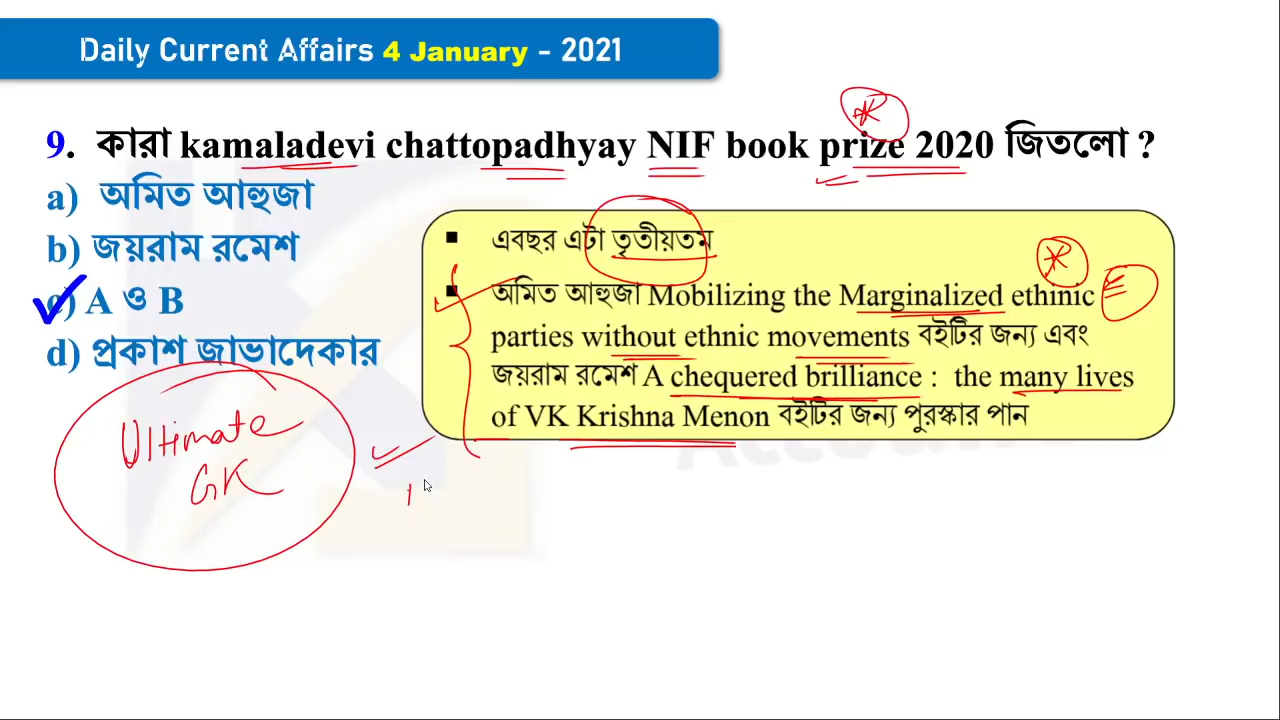 Daily Current Affairs 4 January - 2021
9. কারা kamaladevi chattopadhyay NIF book prize 2020 জিতলো ?
a) অমিত আহুজা
b) জয়রাম রমেশ
c) A ও B
d) প্রকাশ জাভাদেকার
এবছর এটা তৃতীয়তম
অমিত আহুজা Mobilizing the Marginalized ethinic
parties without ethnic movements বইটির জন্য এবং
জয়রাম রমেশ A chequered brilliance : the many lives
of VK Krishna Menon বইটির জন্য পুরস্কার পান
Ultimate
GK